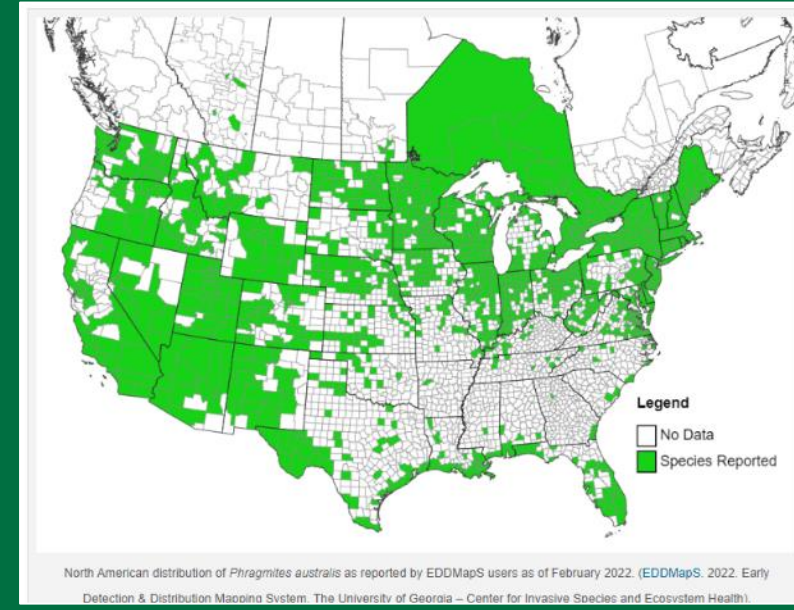 Legend
No Data
Species Reported
North American distribution of Phragmites australis as reported by EDDMapS users as of February 2022. (EDDMapS. 2022. Early
Detection & Distribution Mapping System. The University of Georgia – Center for Invasive Species and Ecosystem Health).